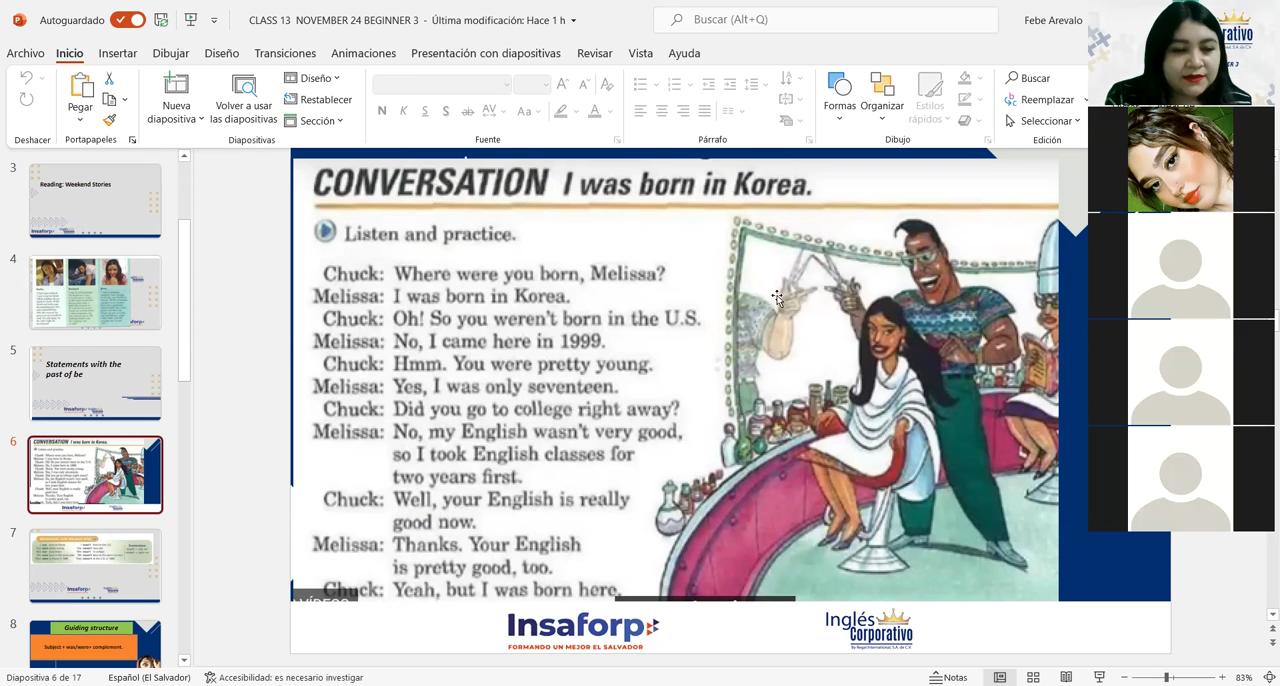 Autoguardado
CLASS 13 NOVEMBER 24 BEGINNER 3 - Última modificación: Hace 1 h
Buscar (Alt+Q)
Febe Arevalo
Archivo Inicio Insertar Dibujar Diseño Transiciones Animaciones Presentación con diapositivas Revisar Vista Ayuda
Pegar
Nueva diapositiva
Volver a usar las diapositivas
Diseño
Restablecer
Sección
N K S S ab AV Aa A
Formas
Organizar
Estilos rápidos
Buscar
Reemplazar
Seleccionar
Deshacer Portapapeles Diapositivas Fuente Párrafo Dibujo Edición
3
Reading: Weekend Stories
4
5
Statements with the
past of be
6
7
8
Guiding structure
Subject + was/were+ complement.
CONVERSATION I was born in Korea.
Listen and practice.
Chuck: Where were you born, Melissa?
Melissa: I was born in Korea.
Chuck: Oh! So you weren't born in the U.S.
Melissa: No, I came here in 1999.
Chuck: Hmm. You were pretty young.
Melissa: Yes, I was only seventeen.
Chuck: Did you go to college right away?
Melissa: No, my English wasn't very good,
so I took English classes for
two years first.
Chuck: Well, your English is really
good now.
Melissa: Thanks. Your English
is pretty good, too.
Chuck: Yeah, but I was born here.
Insaforp
FORMANDO UN MEJOR EL SALVADOR
Inglés
Corporativo
Diapositiva 6 de 17 Español (El Salvador) Accesibilidad: es necesario investigar
Notas
83%